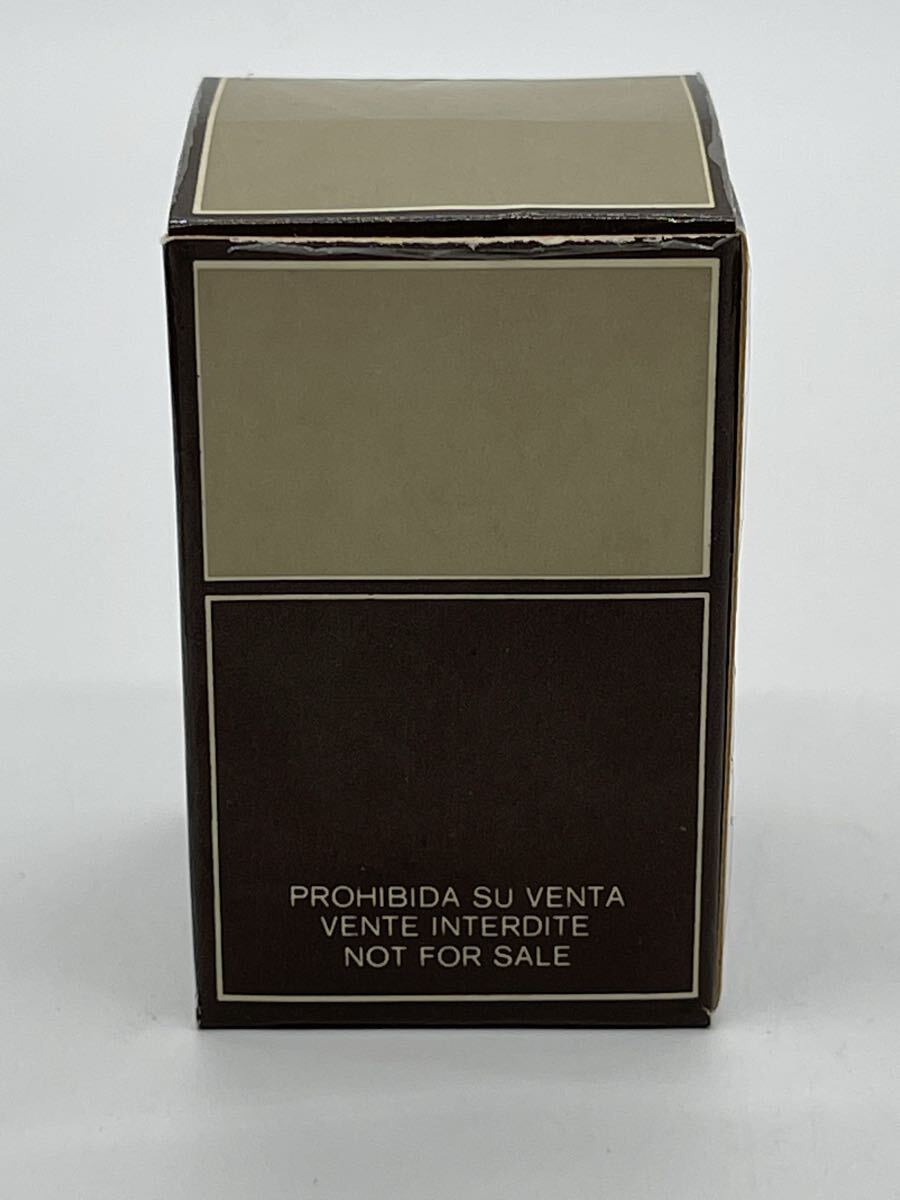 PROHIBIDA SU VENTA
VENTE INTERDITE
NOT FOR SALE